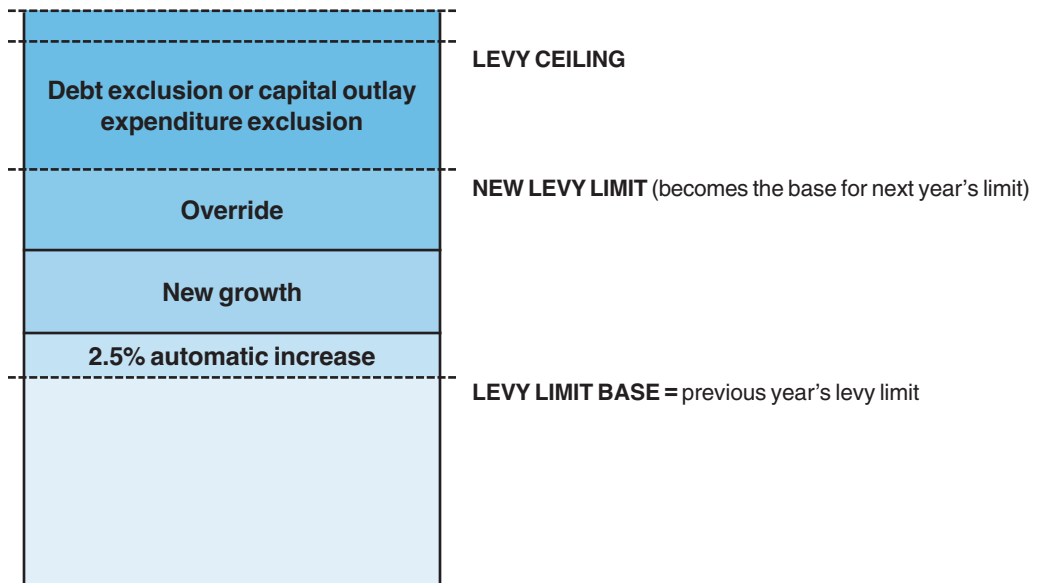 LEVY CEILING
Debt exclusion or capital outlay
expenditure exclusion
NEW LEVY LIMIT (becomes the base for next year’s limit)
Override
New growth
2.5% automatic increase
LEVY LIMIT BASE = previous year’s levy limit